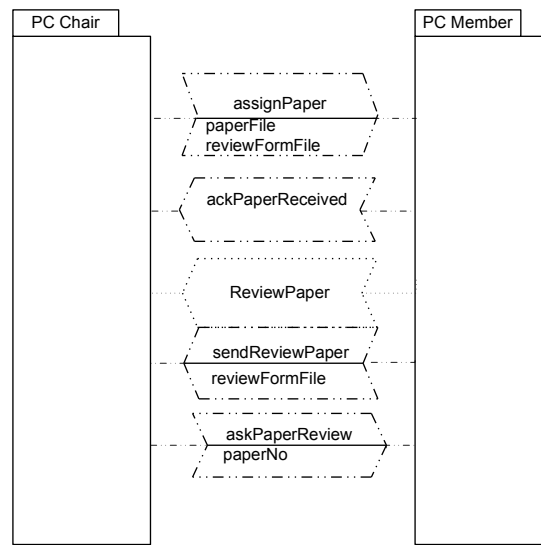 PC Chair
PC Member
assignPaper
paperFile
reviewFormFile
ackPaperReceived
ReviewPaper
sendReviewPaper
reviewFormFile
askPaperReview
paperNo